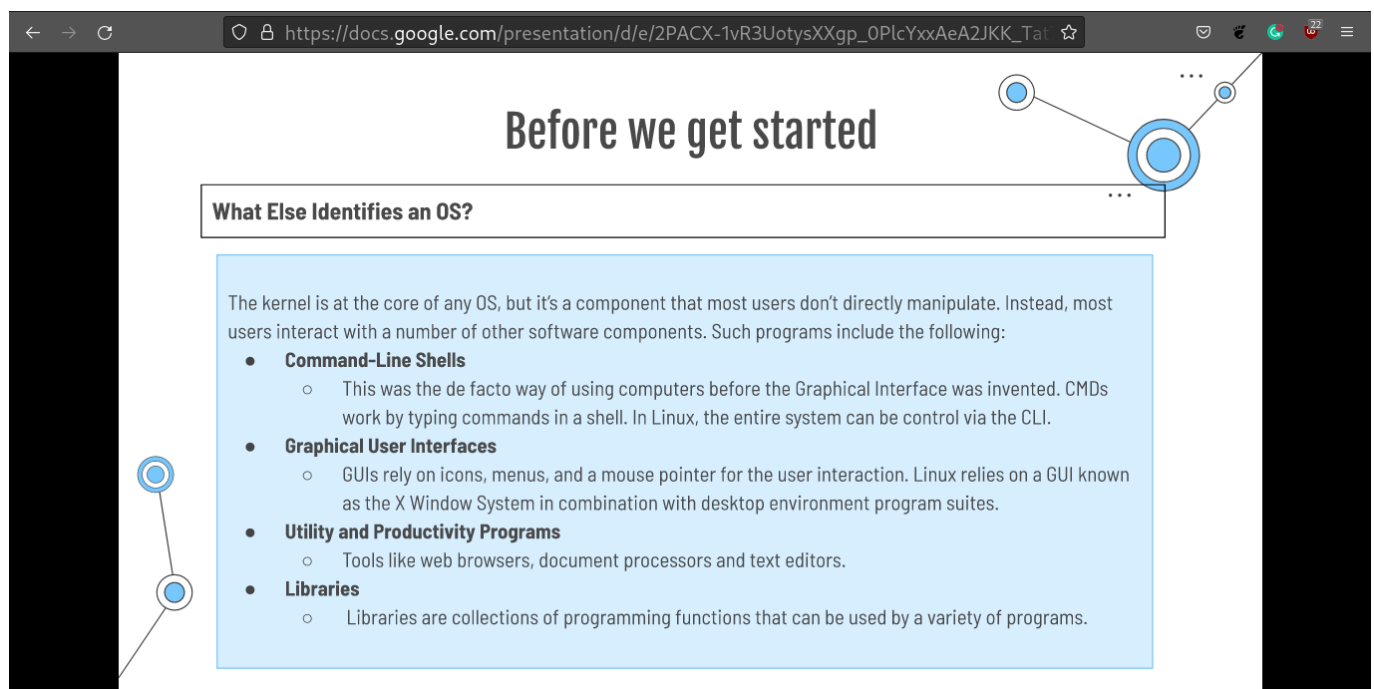 https://docs.google.com/presentation/d/e/2PACX-1vR3UotysXXgp_0PlcYxxAeA2JKK_Tat
22
Before we get started
What Else Identifies an OS?
The kernel is at the core of any OS, but it's a component that most users don't directly manipulate. Instead, most
users interact with a number of other software components. Such programs include the following:
● Command-Line Shells
○ This was the de facto way of using computers before the Graphical Interface was invented. CMDs
work by typing commands in a shell. In Linux, the entire system can be control via the CLI.
● Graphical User Interfaces
○ GUIs rely on icons, menus, and a mouse pointer for the user interaction. Linux relies on a GUI known
as the X Window System in combination with desktop environment program suites.
● Utility and Productivity Programs
○ Tools like web browsers, document processors and text editors.
● Libraries
○ Libraries are collections of programming functions that can be used by a variety of programs.